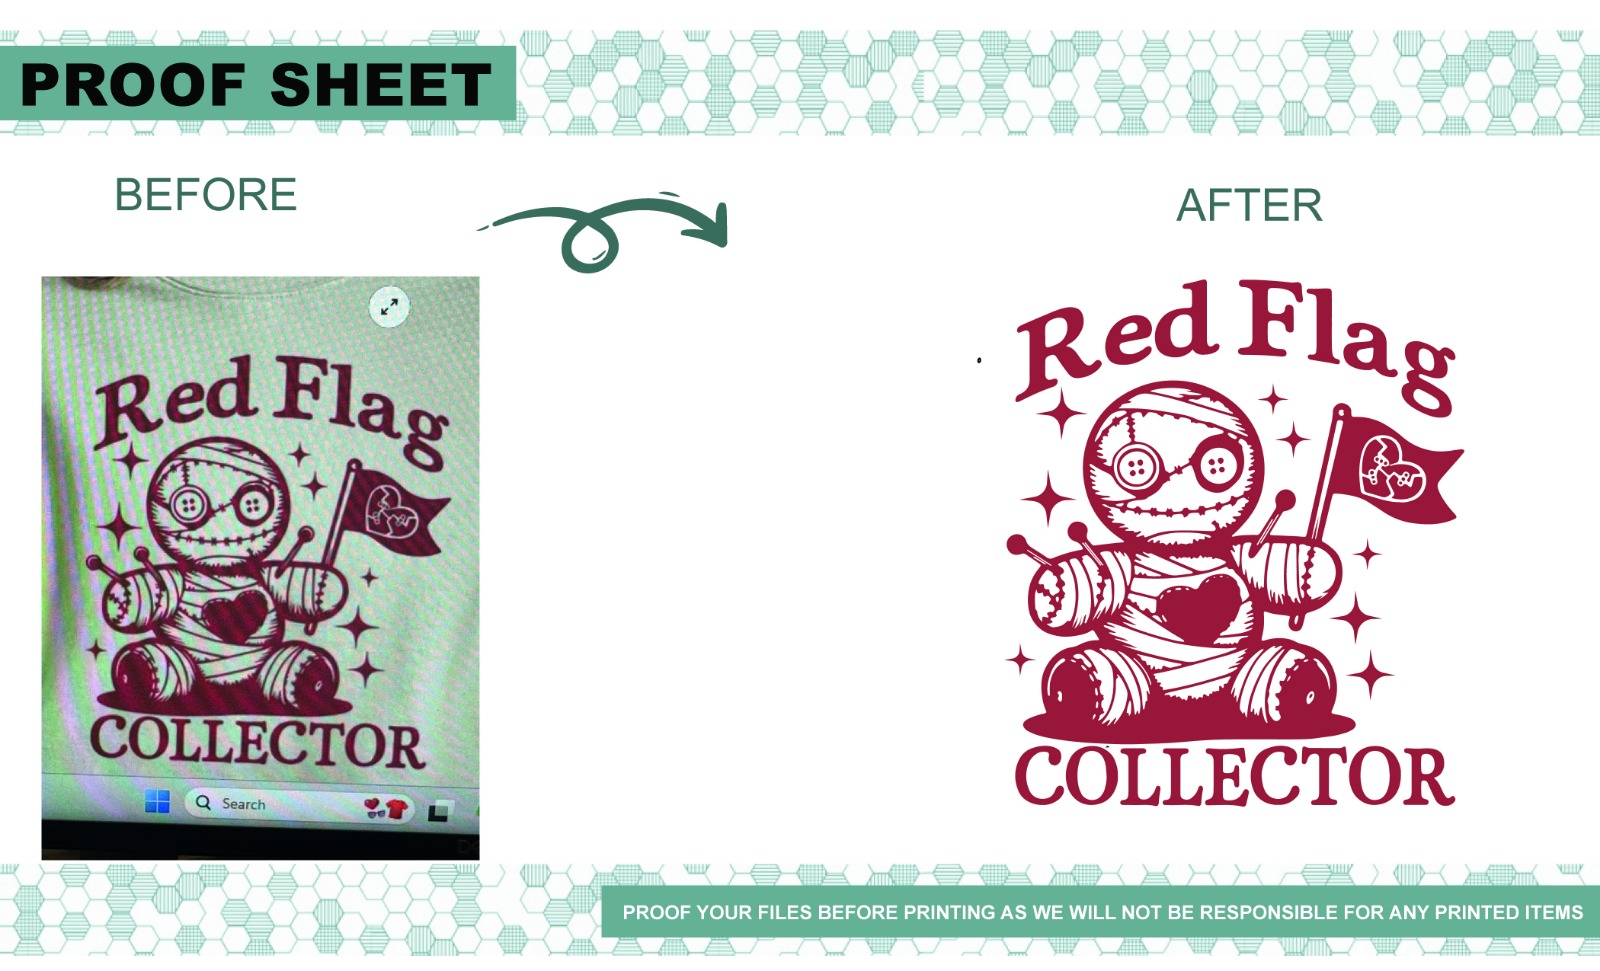 PROOF SHEET
BEFORE
AFTER
Red Flag
COLLECTOR
Search
Red Flag
COLLECTOR
PROOF YOUR FILES BEFORE PRINTING AS WE WILL NOT BE RESPONSIBLE FOR ANY PRINTED ITEMS